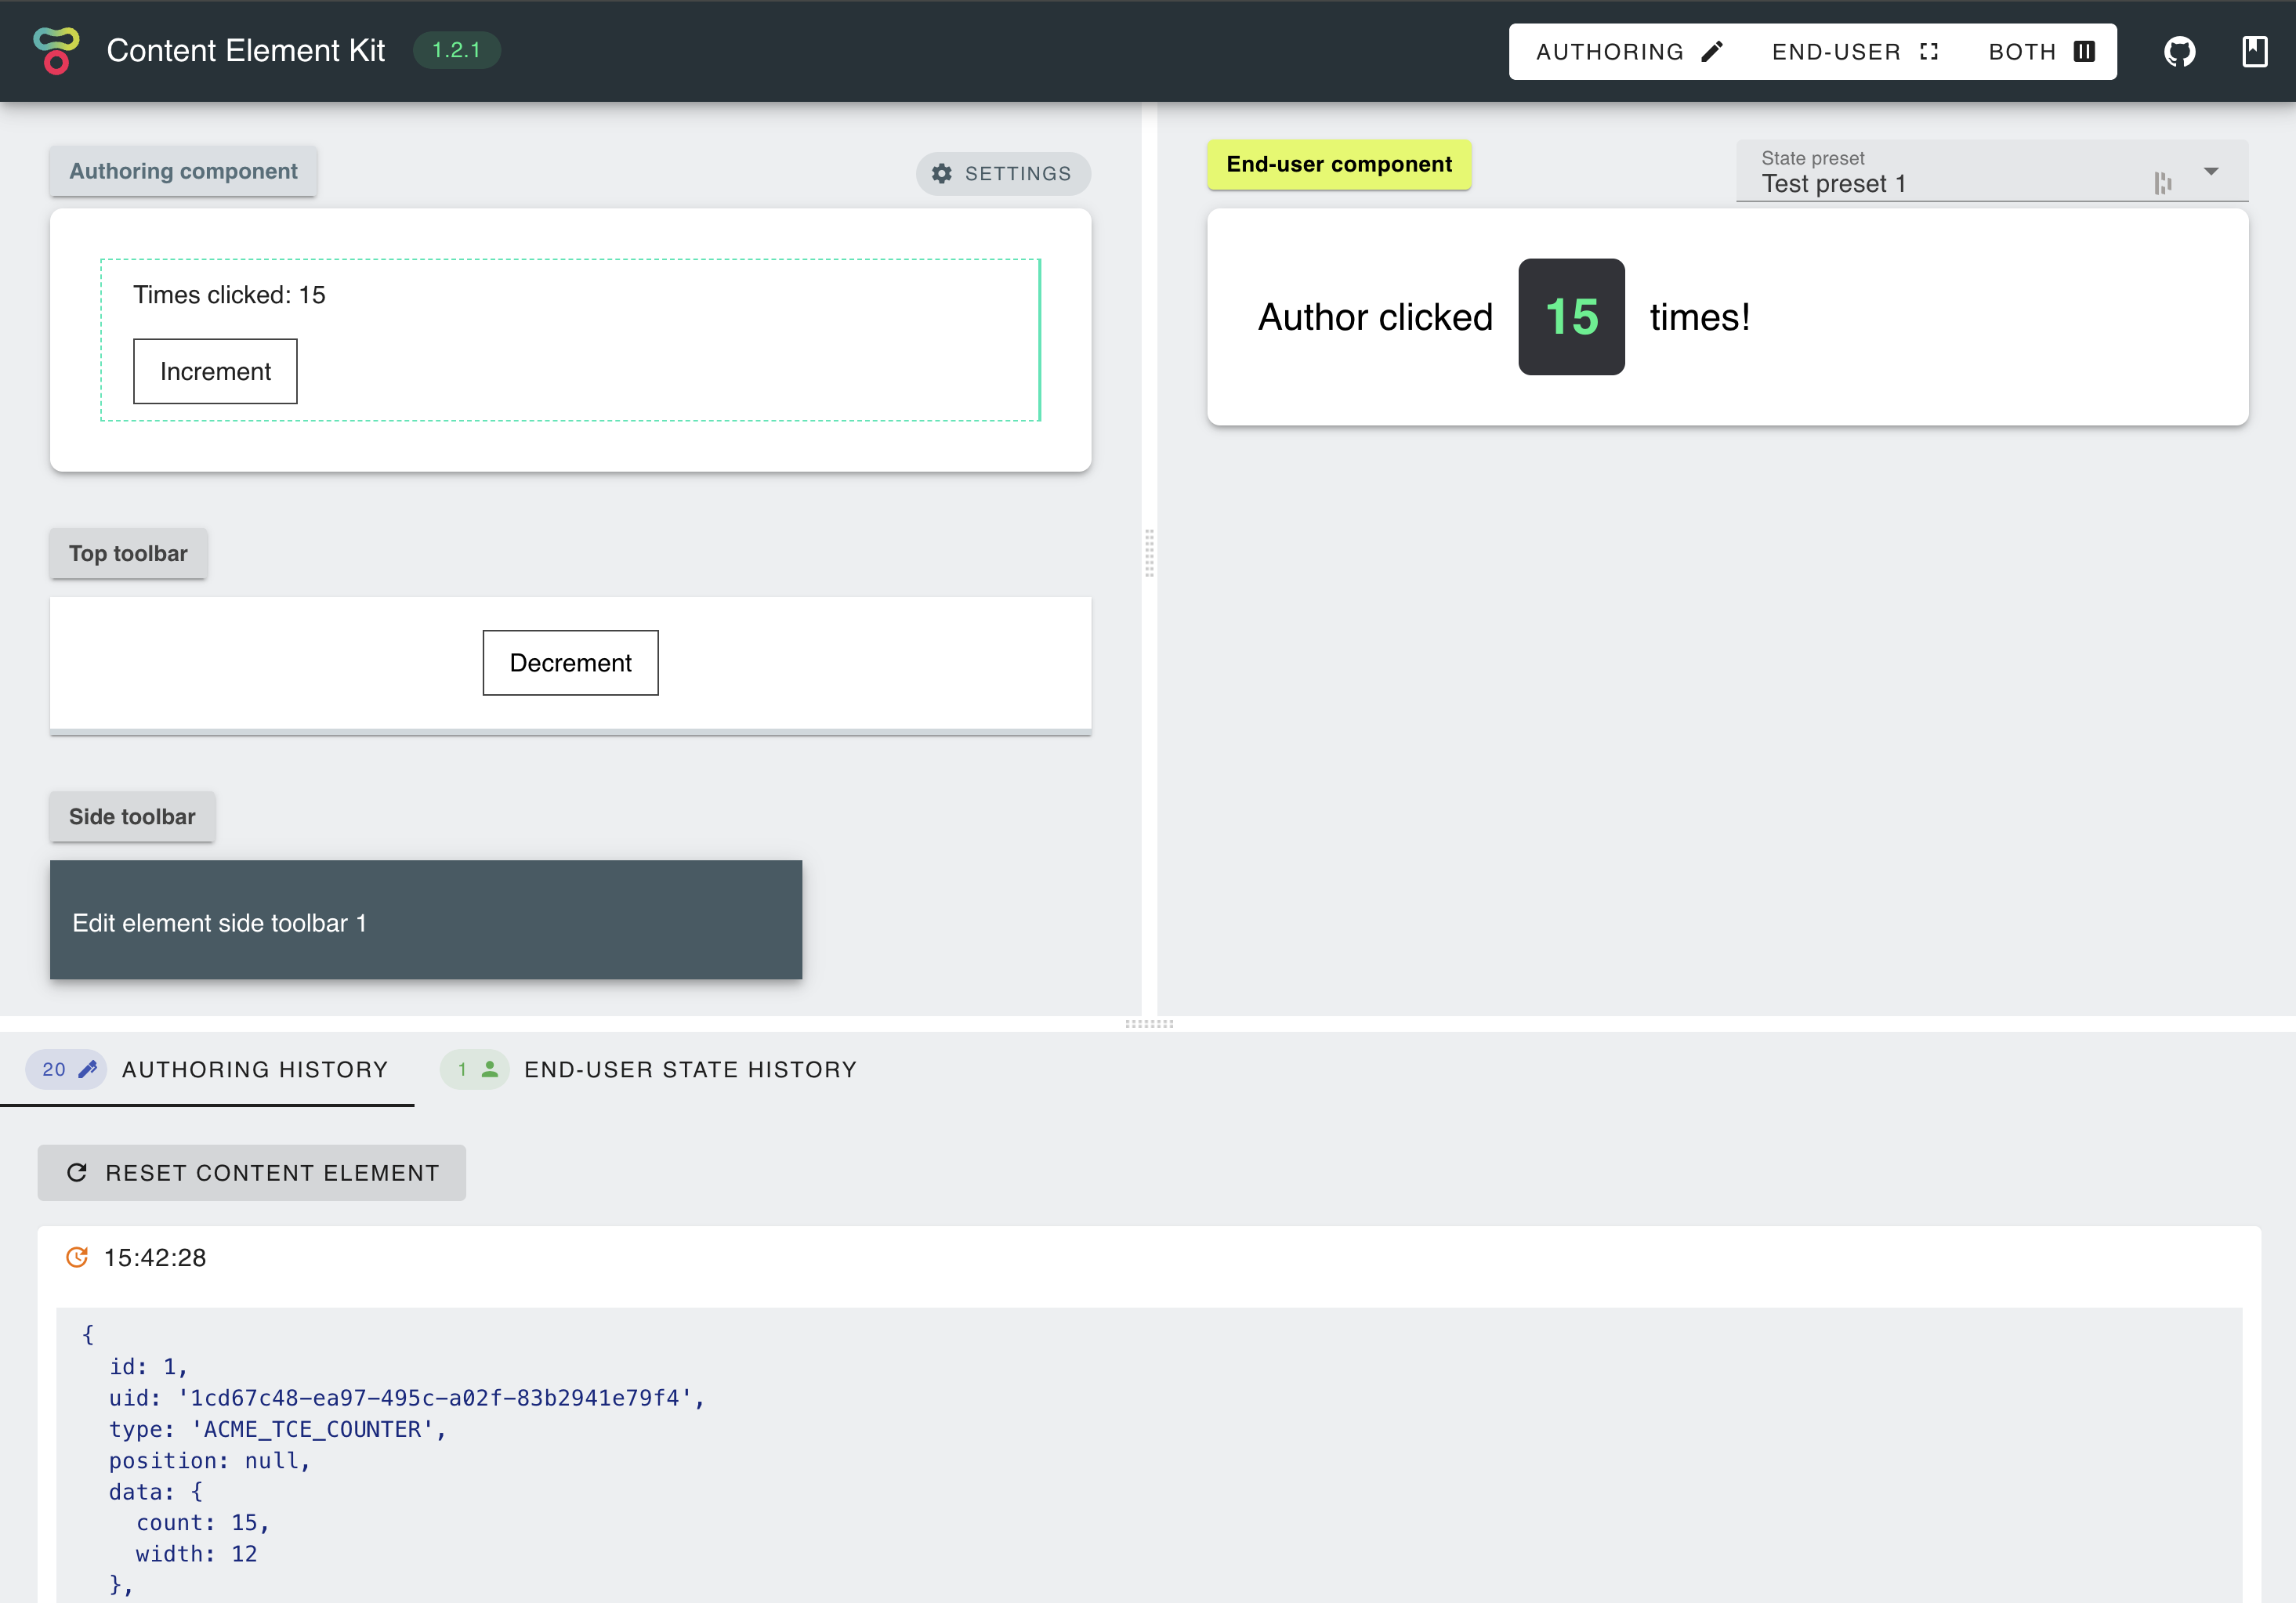 Content Element Kit 1.2.1 AUTHORING END-USER BOTH
Authoring component
SETTINGS
Times clicked: 15
Increment
Top toolbar
Decrement
Side toolbar
Edit element side toolbar 1
End-user component
State preset
Test preset 1
Author clicked 15 times!
20 AUTHORING HISTORY 1 END-USER STATE HISTORY
RESET CONTENT ELEMENT
15:42:28
{
id: 1,
uid: '1cd67c48-ea97-495c-a02f-83b2941e79f4',
type: 'ACME_TCE_COUNTER',
position: null,
data: {
count: 15,
width: 12
},